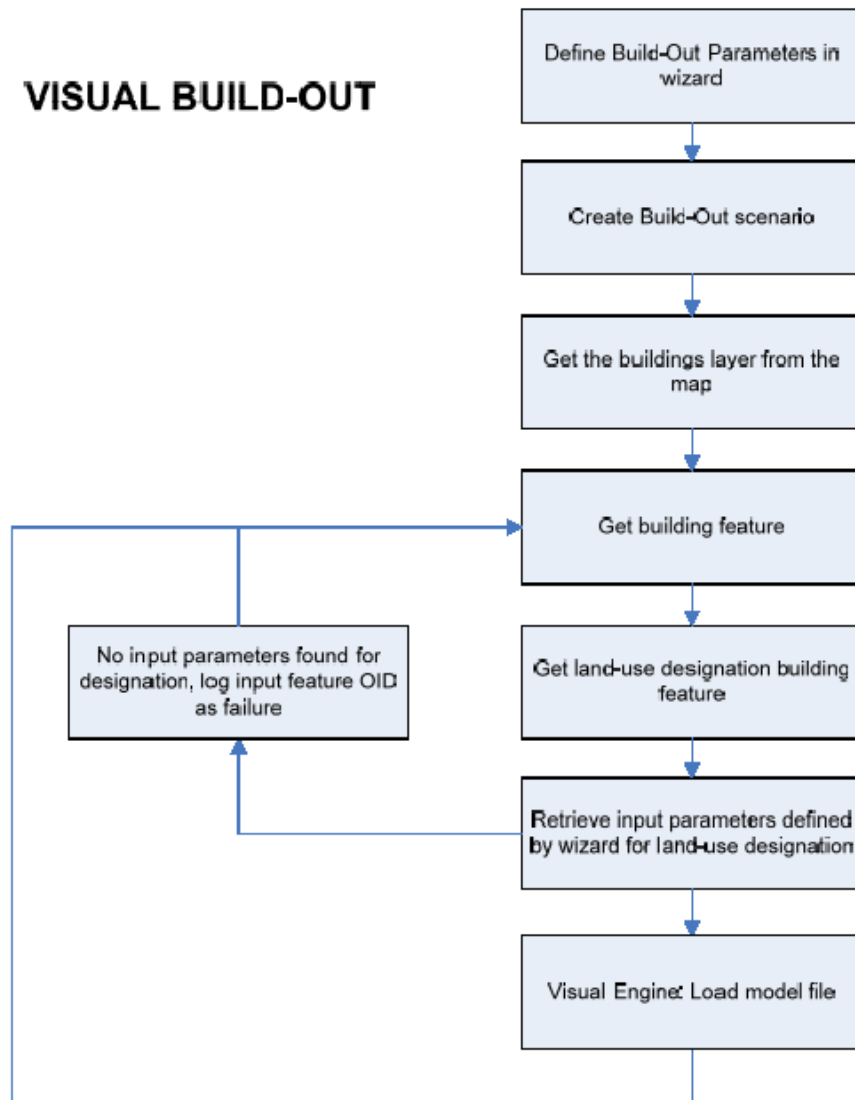 VISUAL BUILD-OUT
Define Build-Out Parameters in
wizard
Create Build-Out scenario
Get the buildings layer from the
map
Get building feature
No input parameters found for
designation, log input feature OID
as failure
Get land-use designation building
feature
Retrieve input parameters defined
by wizard for land-use designation
Visual Engine: Load model file